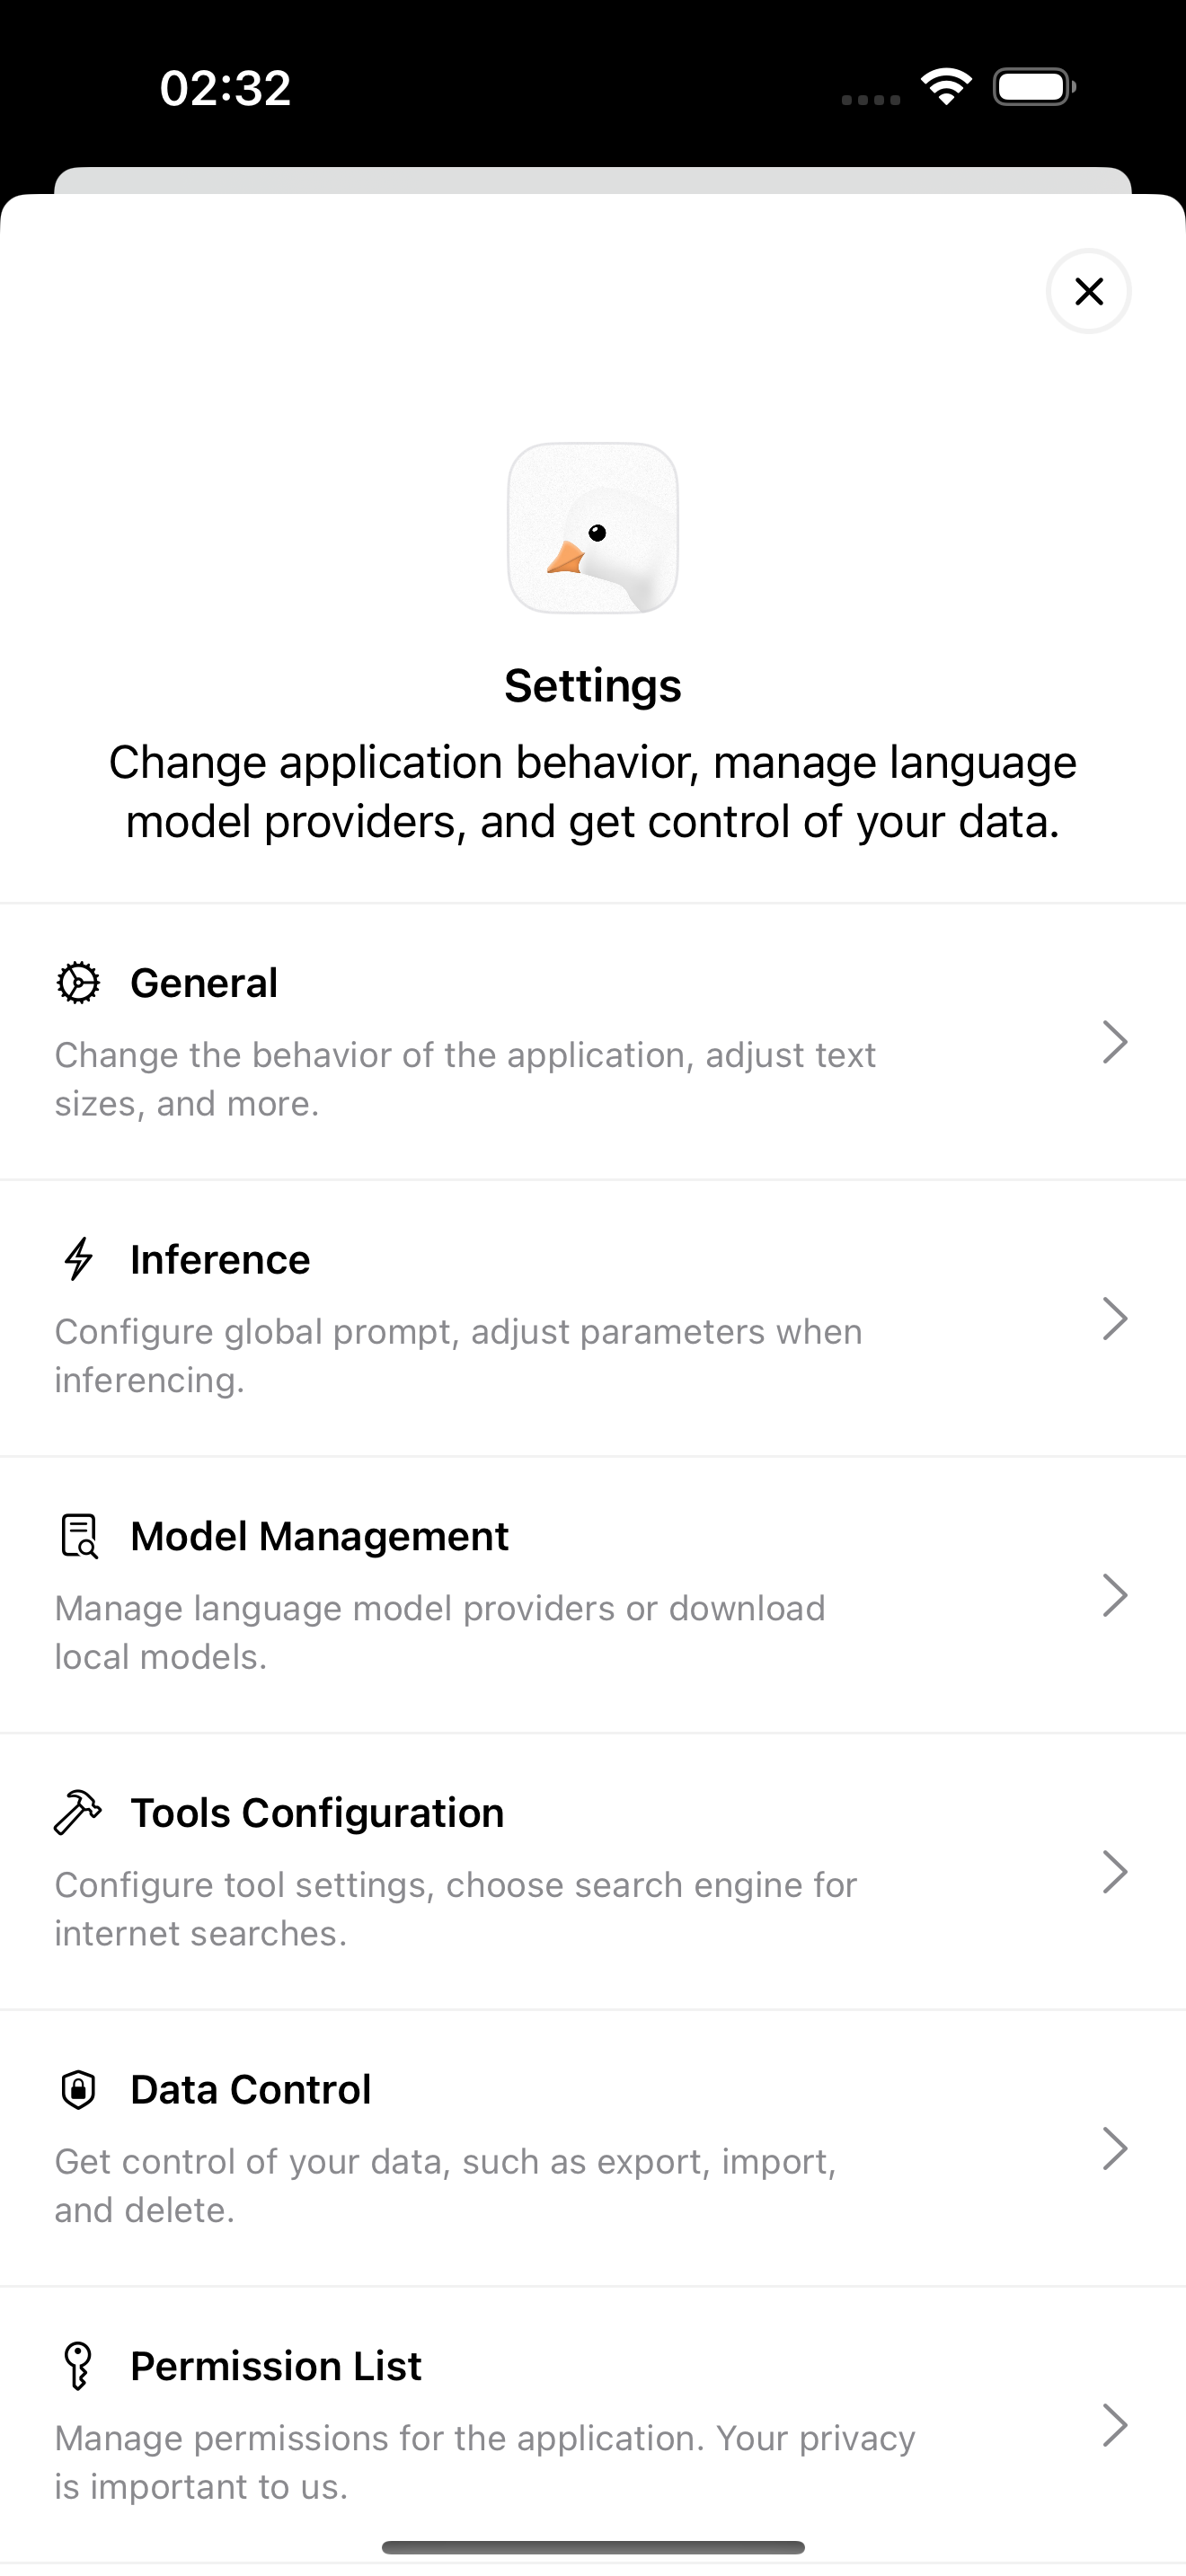 02:32
Settings
Change application behavior, manage language
model providers, and get control of your data.
General
Change the behavior of the application, adjust text
sizes, and more.
Inference
Configure global prompt, adjust parameters when
inferencing.
Model Management
Manage language model providers or download
local models.
Tools Configuration
Configure tool settings, choose search engine for
internet searches.
Data Control
Get control of your data, such as export, import,
and delete.
Permission List
Manage permissions for the application. Your privacy
is important to us.